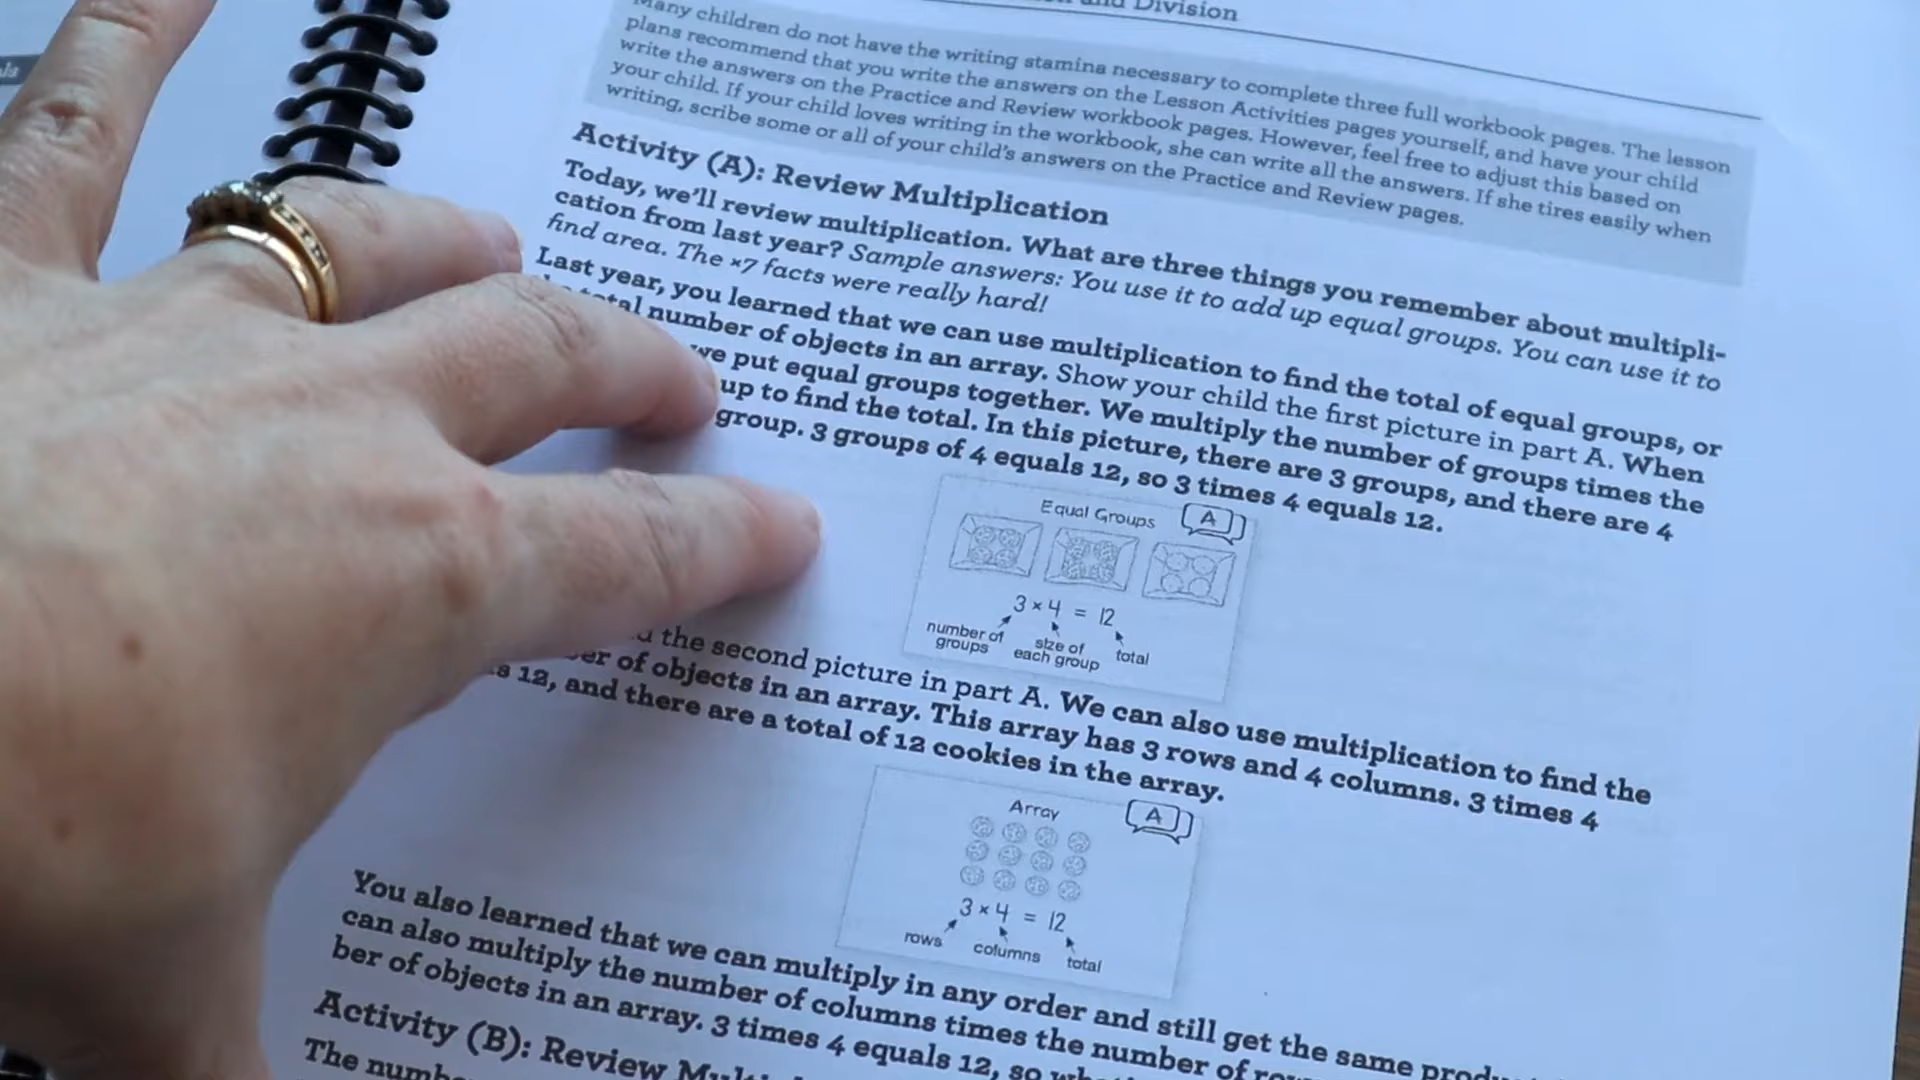 and Division
Many children do not have the writing stamina necessary to complete three full workbook pages. The lesson
plans recommend that you write the answers on the Lesson Activities pages yourself, and have your child
write the answers on the Practice and Review workbook pages. However, feel free to adjust this based on
your child. If your child loves writing in the workbook, she can write all the answers. If she tires easily when
writing, scribe some or all of your child's answers on the Practice and Review pages.
Activity (A): Review Multiplication
Today, we'll review multiplication. What are three things you remember about multipli-
cation from last year? Sample answers: You use it to add up equal groups. You can use it to
find area. The ×7 facts were really hard!
Last year, you learned that we can use multiplication to find the total of equal groups, or
total number of objects in an array. Show your child the first picture in part A. When
we put equal groups together. We multiply the number of groups times the
up to find the total. In this picture, there are 3 groups, and there are 4
group. 3 groups of 4 equals 12, so 3 times 4 equals 12.
Equal Groups A
3 × 4 = 12
number of groups
size of each group
total
the second picture in part A. We can also use multiplication to find the
of objects in an array. This array has 3 rows and 4 columns. 3 times 4
12, and there are a total of 12 cookies in the array.
Array A
3 × 4 = 12
rows columns total
You also learned that we can multiply in any order and still get the same
can also multiply the number of columns times the number of
ber of objects in an array. 3 times 4 equals 12, so
Activity (B): Review
The